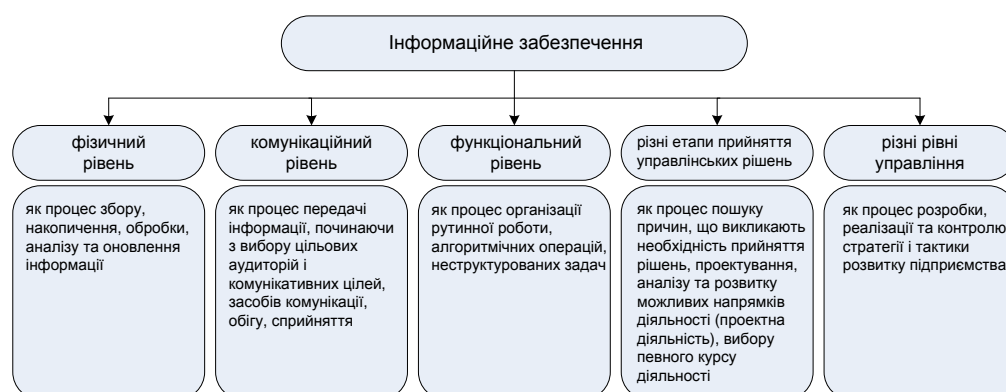 Інформаційне забезпечення
фізичний
рівень
комунікаційний
рівень
функціональний
рівень
різні етапи прийняття
управлінських рішень
різні рівні
управління
як процес збору,
накопичення, обробки,
аналізу та оновлення
інформації
як процес передачі
інформації, починаючи
з вибору цільових
аудиторій і
комунікативних цілей,
засобів комунікації,
обігу, сприйняття
як процес організації
рутинної роботи,
алгоритмічних операцій,
неструктурованих задач
як процес пошуку
причин, що викликають
необхідність прийняття
рішень, проектування,
аналізу та розвитку
можливих напрямків
діяльності (проектна
діяльність), вибору
певного курсу
діяльності
як процес розробки,
реалізації та контролю
стратегії і тактики
розвитку підприємства